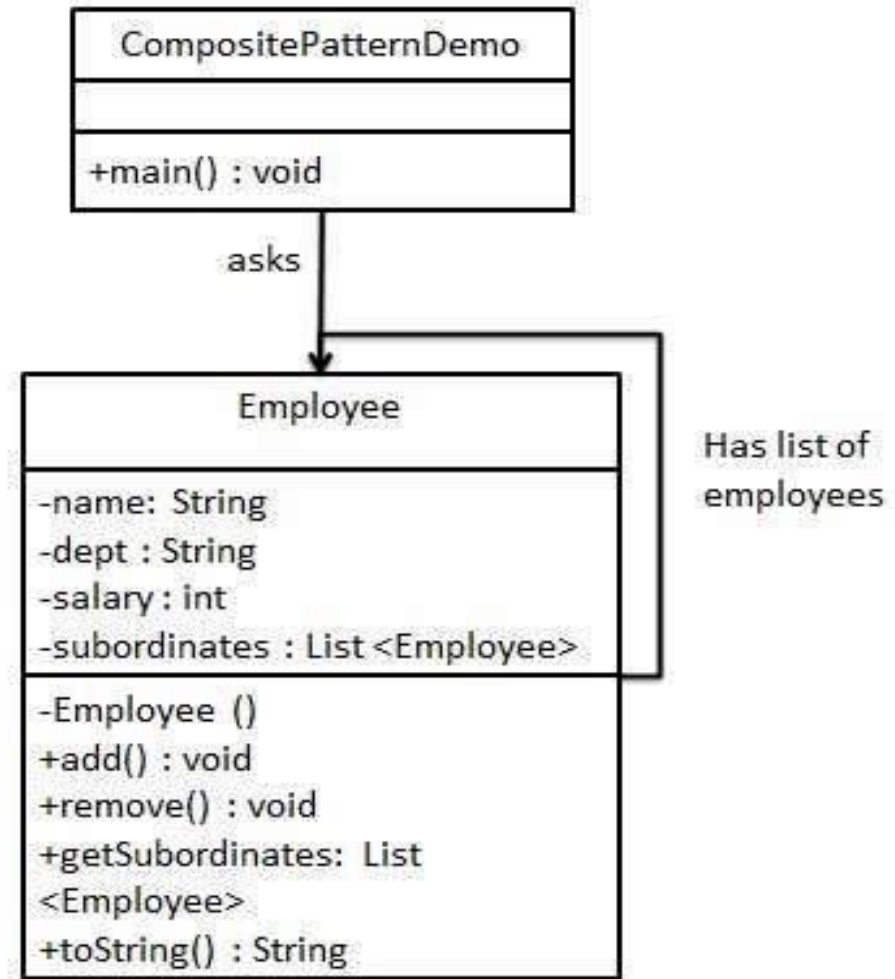 CompositePatternDemo
+main() : void
asks
Employee
-name: String
-dept : String
-salary : int
-subordinates : List <Employee>
-Employee ()
+add() : void
+remove() : void
+getSubordinates: List
<Employee>
+toString() : String
Has list of
employees